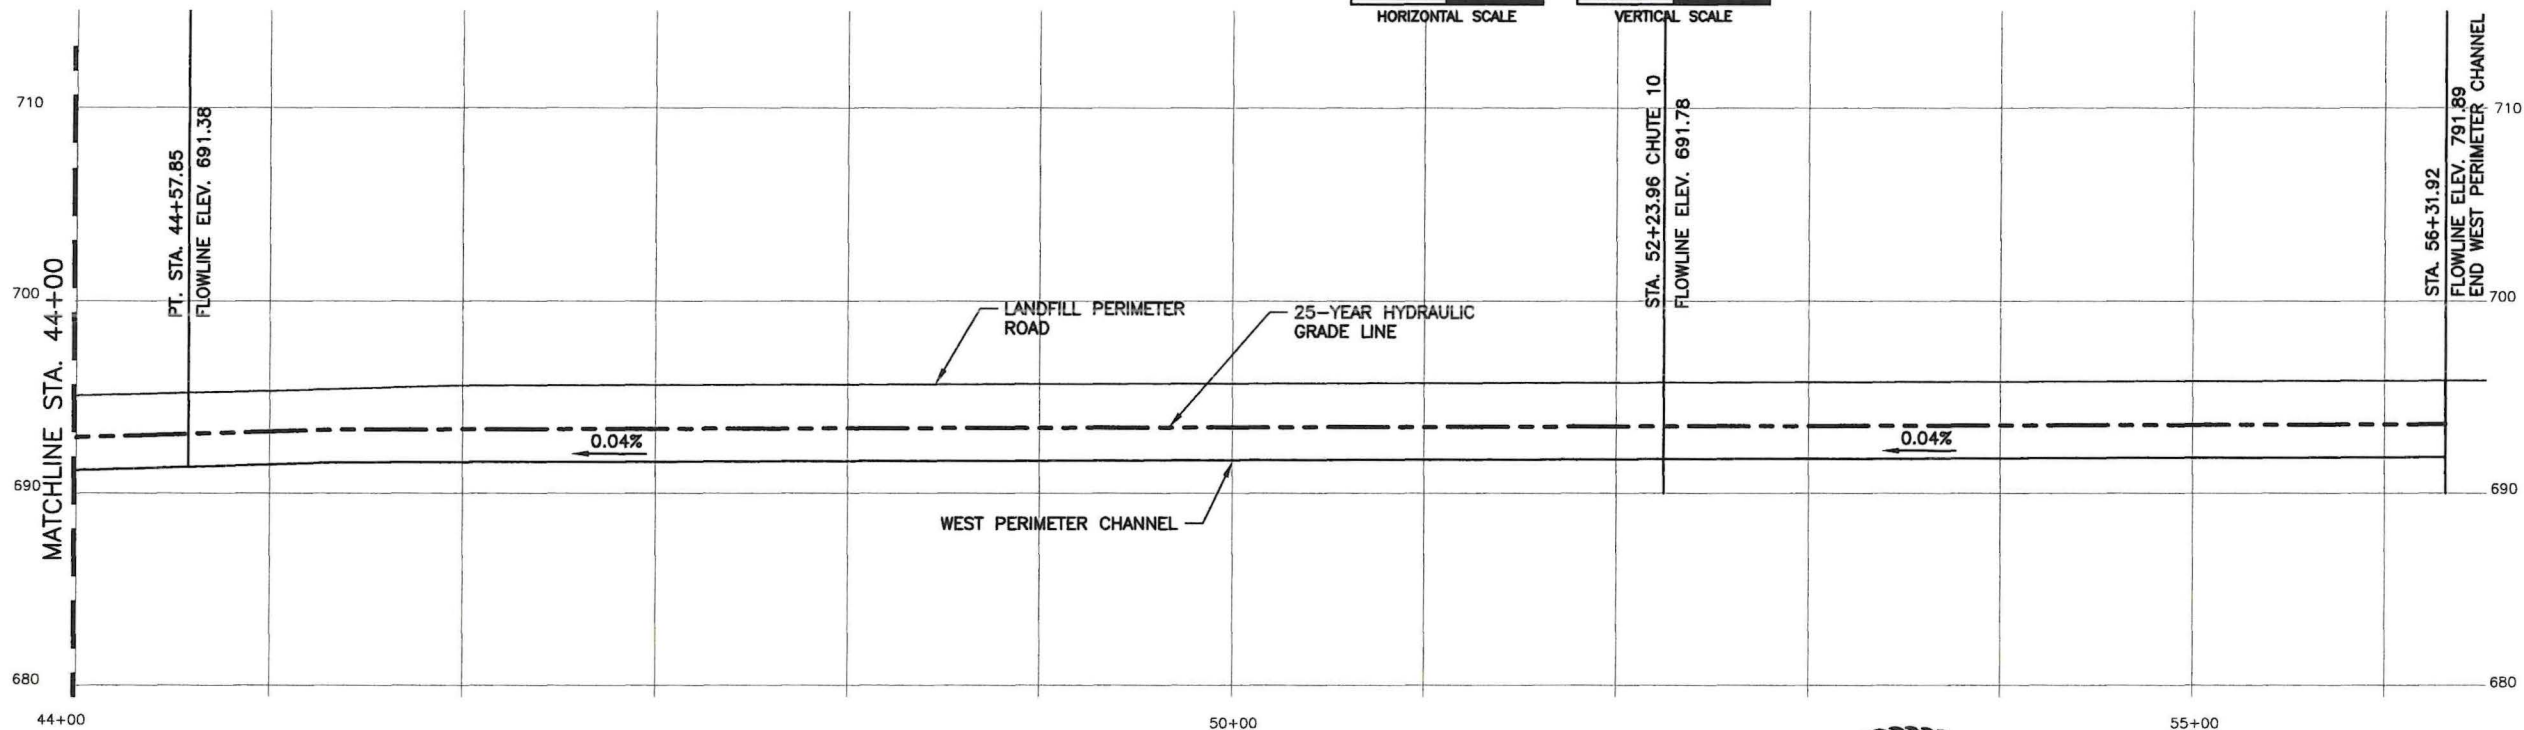 HORIZONTAL SCALE
VERTICAL SCALE
MATCHLINE STA. 44+00
PT. STA. 44+57.85
FLOWLINE ELEV. 691.38
STA. 52+23.96 CHUTE 10
FLOWLINE ELEV. 691.78
STA. 56+31.92
FLOWLINE ELEV. 791.89
END WEST PERIMETER CHANNEL
710
710
700
700
LANDFILL PERIMETER
ROAD
25-YEAR HYDRAULIC
GRADE LINE
0.04%
0.04%
690
690
WEST PERIMETER CHANNEL
680
680
44+00
50+00
55+00